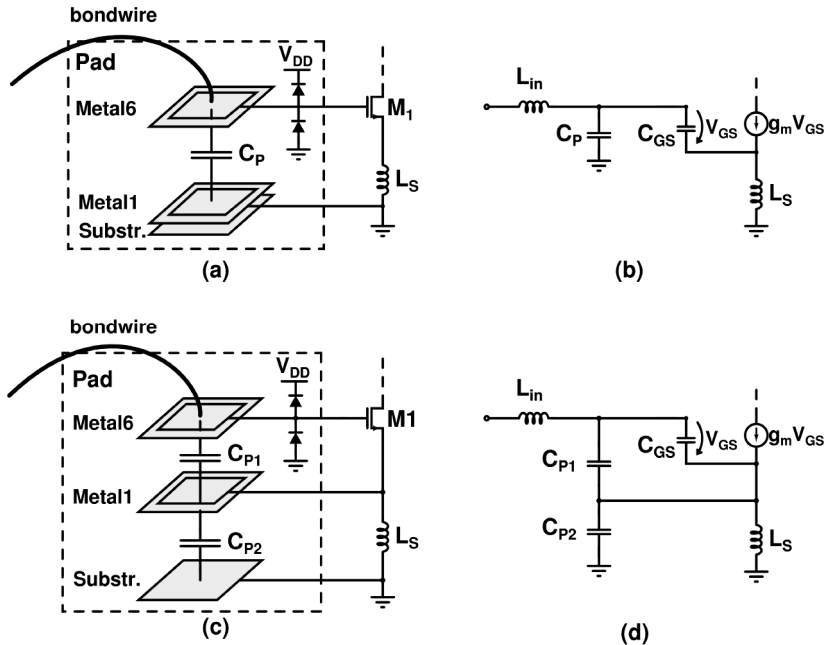 bondwire
Pad
V_DD
Metal6
M_1
C_P
L_S
Metal1
Substr.
(a)
L_in
C_P
C_GS
V_GS
g_mV_GS
L_S
(b)
bondwire
Pad
V_DD
Metal6
M1
C_P1
Metal1
C_P2
L_S
Substr.
(c)
L_in
C_P1
C_GS
V_GS
g_mV_GS
C_P2
L_S
(d)